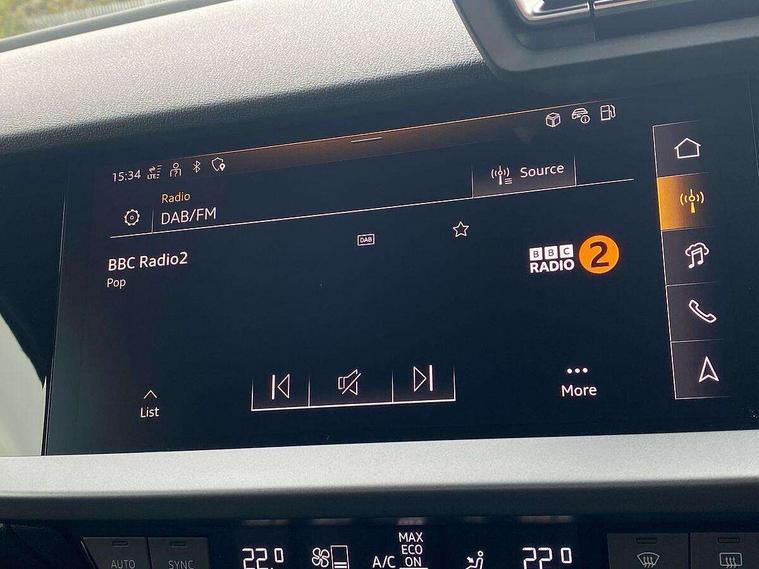 15:34
LTE
Radio
DAB/FM
Source
BBC Radio2
Pop
DAB
BBC
RADIO 2
List
More
AUTO
SYNC
22.0
A/C
MAX
ECO
ON
22.0